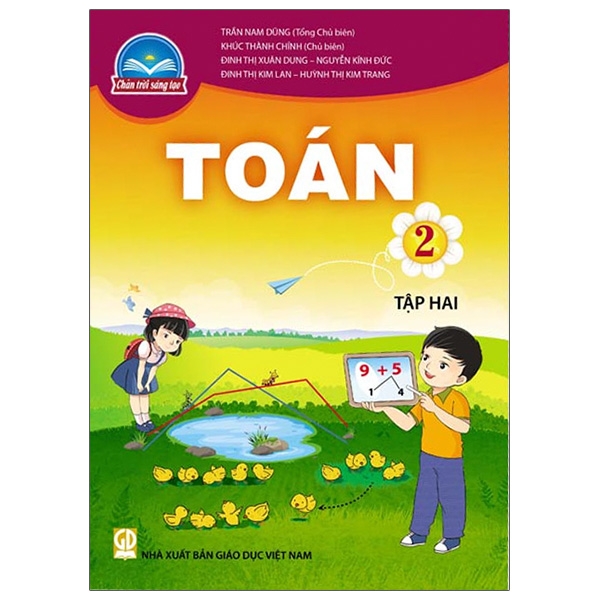 TRẦN NAM DŨNG (Tổng Chủ biên)
KHÚC THÀNH CHÍNH (Chủ biên)
ĐINH THỊ XUÂN DUNG – NGUYỄN KÍNH ĐỨC
ĐINH THỊ KIM LAN – HUỲNH THỊ KIM TRANG
Chân trời sáng tạo
TOÁN
2
TẬP HAI
9 + 5
1 4
GD
NHÀ XUẤT BẢN GIÁO DỤC VIỆT NAM